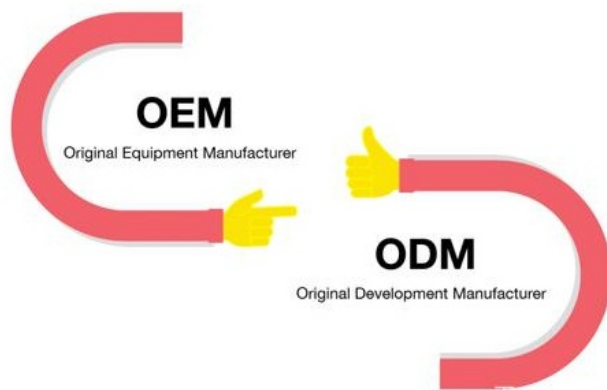 OEM
Original Equipment Manufacturer
ODM
Original Development Manufacturer